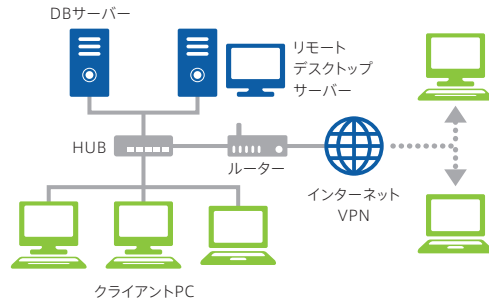 DBサーバー
リモート
デスクトップ
サーバー
HUB
ルーター
インターネット
VPN
クライアントPC